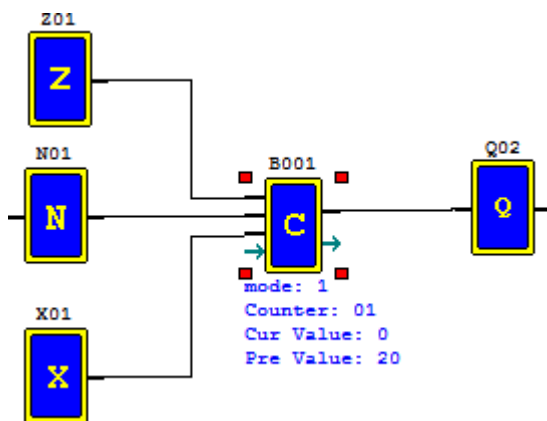 Z01
Z
N01
N
B001
C
Q02
Q
mode: 1
Counter: 01
Cur Value: 0
Pre Value: 20
X01
X